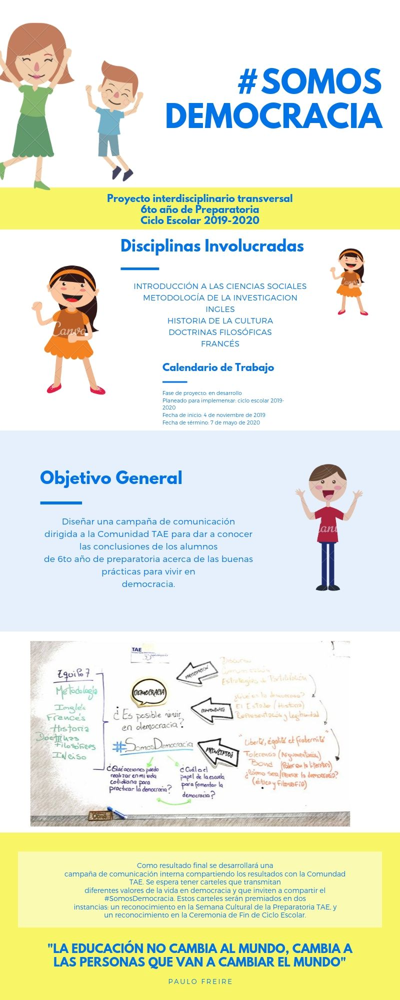 #SOMOS
DEMOCRACIA
Proyecto interdisciplinario transversal
6to año de Preparatoria
Ciclo Escolar 2019-2020
Disciplinas Involucradas
INTRODUCCIÓN A LAS CIENCIAS SOCIALES
METODOLOGÍA DE LA INVESTIGACION
INGLES
HISTORIA DE LA CULTURA
DOCTRINAS FILOSÓFICAS
FRANCÉS
Canva
Canva
Calendario de Trabajo
Fase de proyecto: en desarrollo
Planeado para implementar: ciclo escolar 2019-
2020
Fecha de inicio: 4 de noviembre de 2019
Fecha de término: 7 de mayo de 2020
Objetivo General
Diseñar una campaña de comunicación
dirigida a la Comunidad TAE para dar a conocer
las conclusiones de los alumnos
de 6to año de preparatoria acerca de las buenas
prácticas para vivir en
democracia.
TAE
Equipo 7
Metodología
Inglés
Francés
Historia
Doctrinas
Filosóficas
DEMOCRACIA
¿Es posible vivir
en democracia?
#SomosDemocracia
¿Qué acciones puedo
realizar en mi vida
cotidiana para
practicar la democracia?
¿Cuál es el
papel de la escuela
para fomentar la
democracia?
PARTICIPACIÓN
Discurso
Comunicación
Estrategias de Participación
COMPONENTES
¿Qué es la democracia?
El Estado (Historia)
Representación y legitimidad
PRINCIPIOS
"Liberté, égalité et fraternité"
Tolerencia (Argumentación)
(Poder en la literatura)
¿Cómo ser/pensar la democracia?
(ética y filosofía)
Como resultado final se desarrollará una
campaña de comunicación interna compartiendo los resultados con la Comundad
TAE. Se espera tener carteles que transmitan
diferentes valores de la vida en democracia y que inviten a compartir el
#SomosDemocracia. Estos carteles serán premiados en dos
instancias: un reconocimiento en la Semana Cultural de la Preparatoria TAE, y
un reconocimiento en la Ceremonia de Fin de Ciclo Escolar.
"LA EDUCACIÓN NO CAMBIA AL MUNDO, CAMBIA A
LAS PERSONAS QUE VAN A CAMBIAR EL MUNDO"
PAULO FREIRE